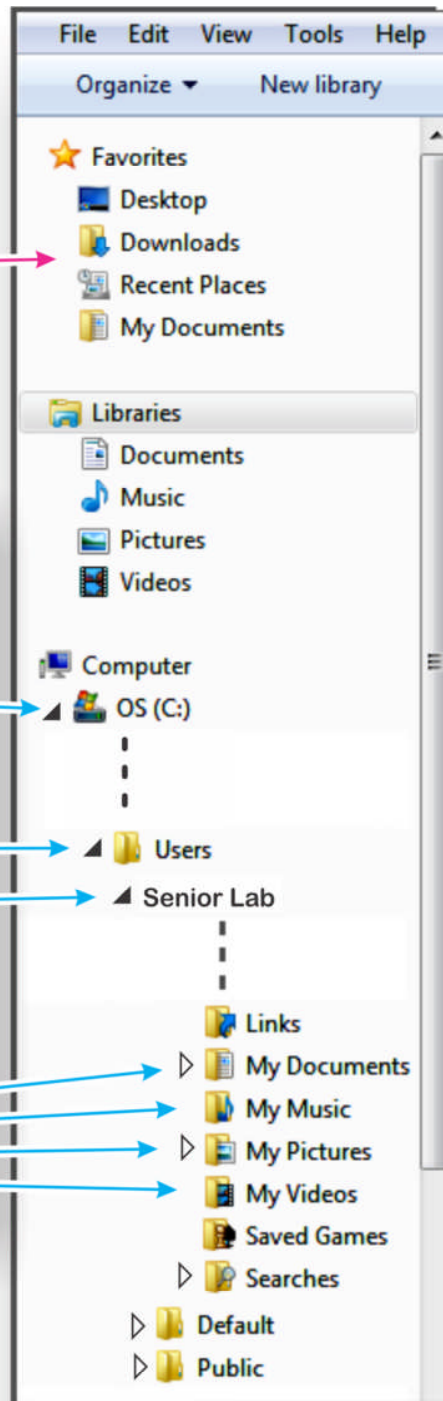 File Edit View Tools Help
Organize New library
Favorites
Desktop
Downloads
Recent Places
My Documents
Libraries
Documents
Music
Pictures
Videos
Computer
OS (C:)
Users
Senior Lab
Links
My Documents
My Music
My Pictures
My Videos
Saved Games
Searches
Default
Public